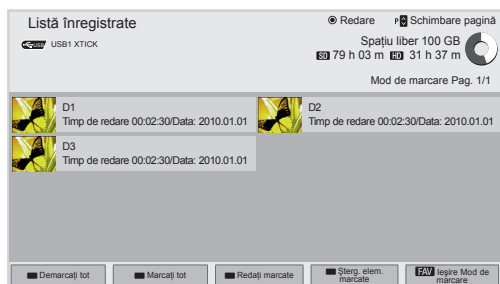 Listă înregistrate
Redare P Schimbare pagină
USB USB1 XTICK
Spațiu liber 100 GB
SD 79 h 03 m HD 31 h 37 m
Mod de marcare Pag. 1/1
D1
Timp de redare 00:02:30/Data: 2010.01.01
D2
Timp de redare 00:02:30/Data: 2010.01.01
D3
Timp de redare 00:02:30/Data: 2010.01.01
Demarcați tot
Marcați tot
Redați marcate
Șterg. elem.
marcate
FAV Ieșire Mod de
marcare